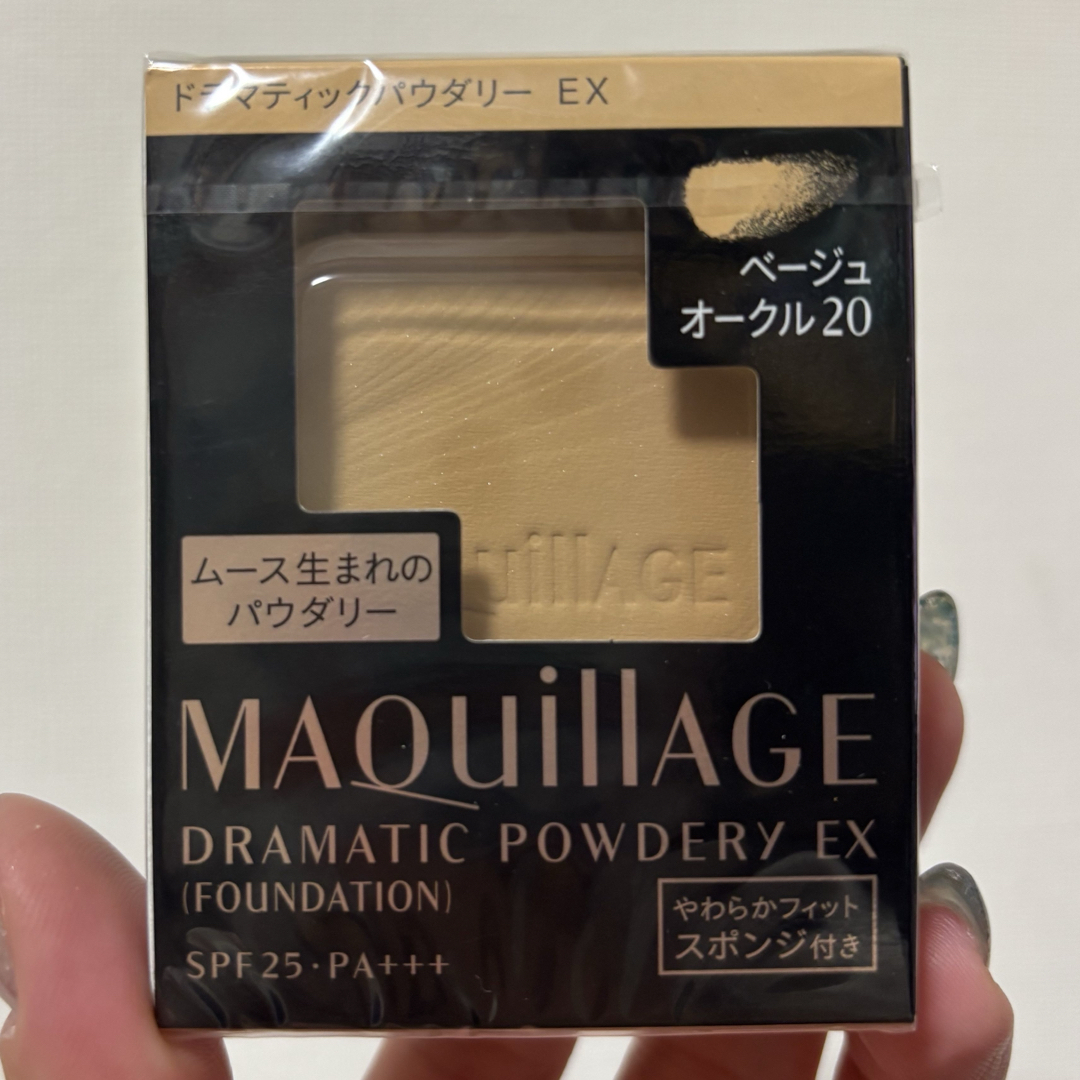 ドラマティックパウダリー EX
ベージュ
オークル20
uillAGE
ムース生まれの
パウダリー
MAQuillAGE
DRAMATIC POWDERY EX
(FOUNDATION)
SPF25・PA+++
やわらかフィット
スポンジ付き